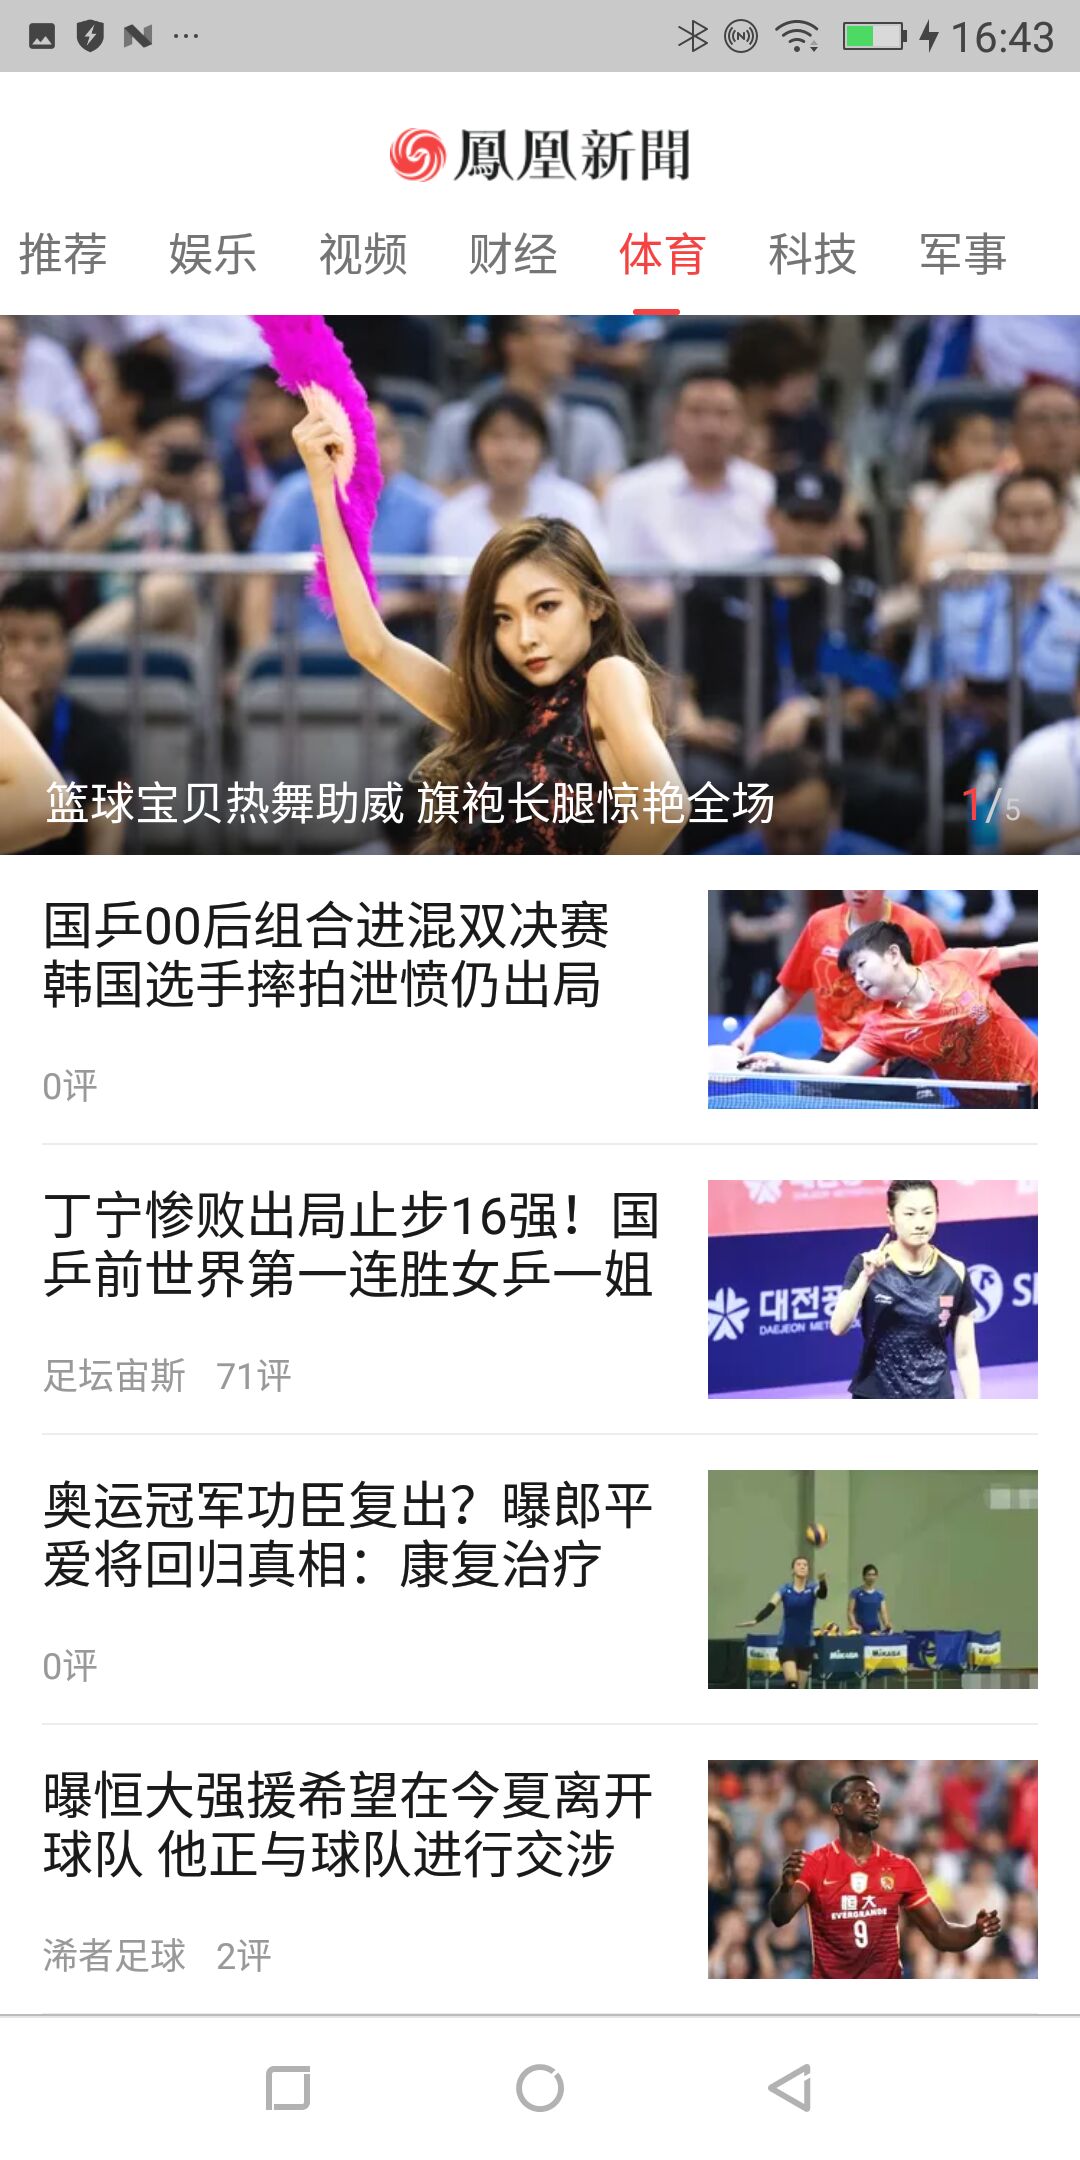 16:43
鳳凰新聞
推荐 娱乐 视频 财经 体育 科技 军事
篮球宝贝热舞助威 旗袍长腿惊艳全场 1/5
国乒00后组合进混双决赛
韩国选手摔拍泄愤仍出局
0评
丁宁惨败出局止步16强！国
乒前世界第一连胜女乒一姐
足坛宙斯 71评
대전광
DAEJEON MET
S
奥运冠军功臣复出？曝郎平
爱将回归真相：康复治疗
0评
MIKASA
MIKASA
曝恒大强援希望在今夏离开
球队 他正与球队进行交涉
浠者足球 2评
恒大
EVERGRANDE
9